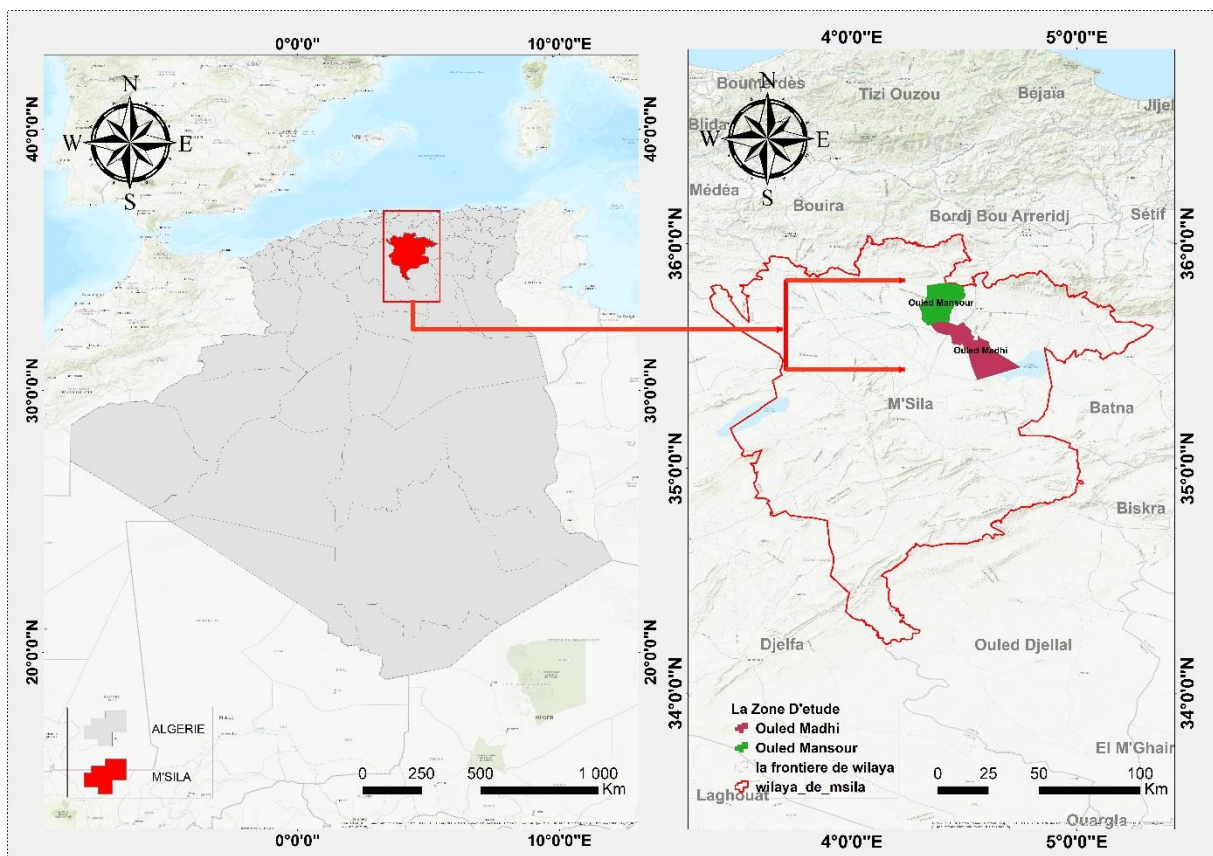 0°0'0" 10°0'0"E
40°0'0"N
30°0'0"N
20°0'0"N
N
W E
S
40°0'0"N
30°0'0"N
20°0'0"N
ALGERIE
M'SILA
MALI
NIGER
0 250 500 1 000
Km
0°0'0" 10°0'0"E
4°0'0"E 5°0'0"E
36°0'0"N
35°0'0"N
34°0'0"N
Boumerdès
Tizi Ouzou
Béjaïa
Jijel
Blida
N
W E
S
Médéa
Bouira
Bordj Bou Arreridj
Sétif
Ouled Mansour
Ouled Madhi
M'Sila
Batna
Biskra
Djelfa
Ouled Djellal
El M'Ghair
Laghouat
Ouargla
La Zone D'etude
Ouled Madhi
Ouled Mansour
la frontiere de wilaya
wilaya_de_msila
0 25 50 100
Km
36°0'0"N
35°0'0"N
34°0'0"N
4°0'0"E 5°0'0"E